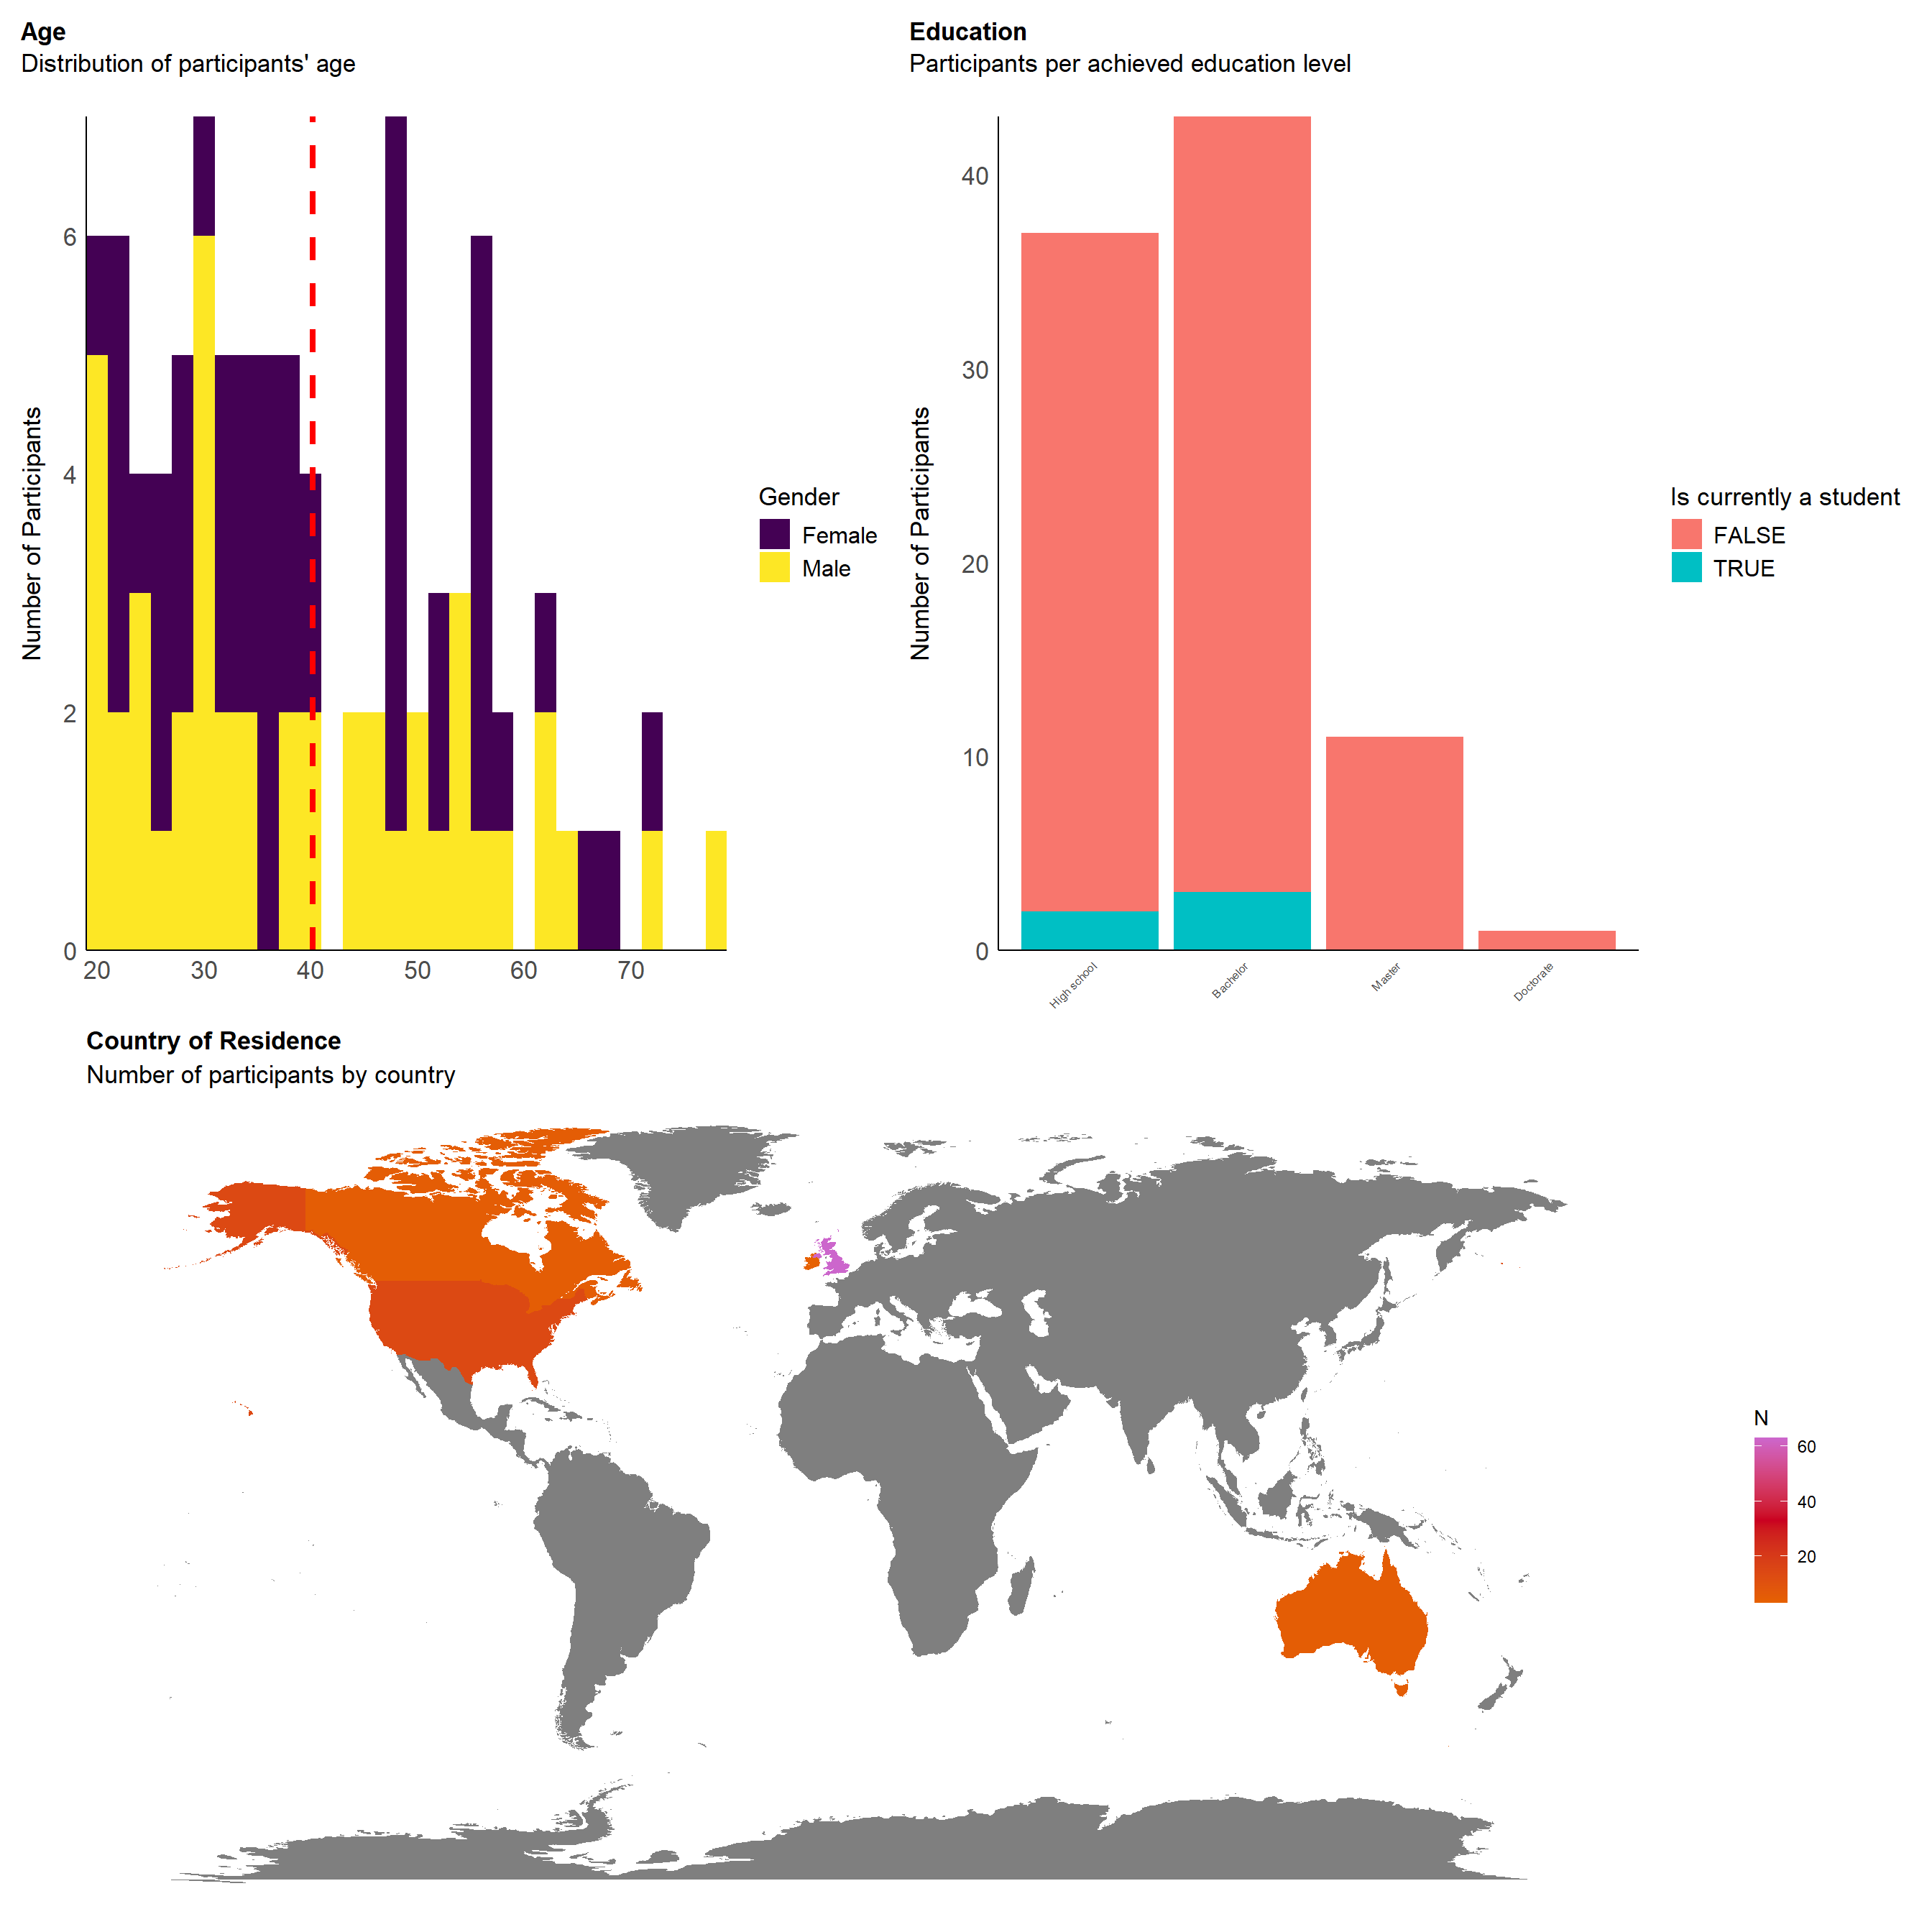 Age
Distribution of participants' age
Number of Participants
6
4
2
0
20 30 40 50 60 70
Gender
Female
Male
Education
Participants per achieved education level
Number of Participants
40
30
20
10
0
High school
Bachelor
Master
Doctorate
Is currently a student
FALSE
TRUE
Country of Residence
Number of participants by country
N
60
40
20